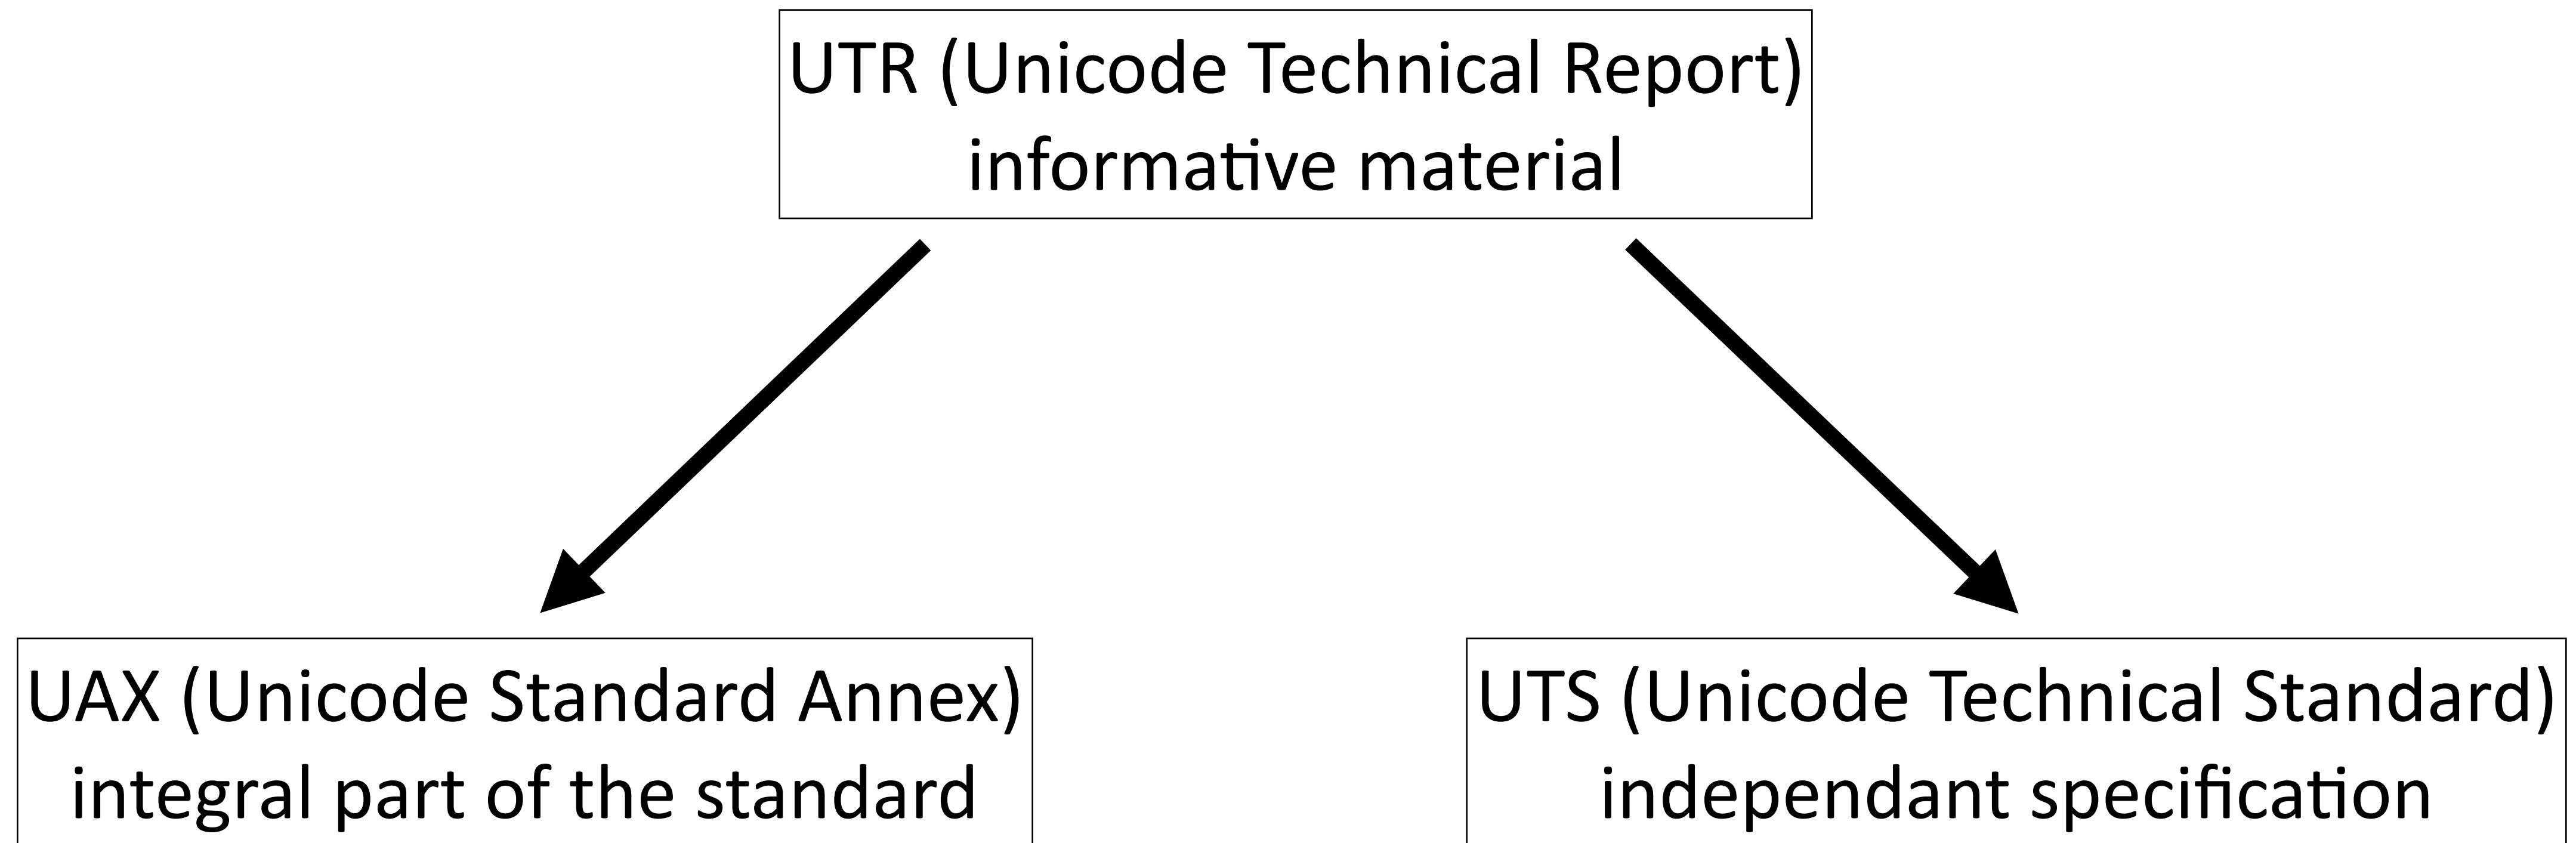 UTR (Unicode Technical Report)
informative material
UAX (Unicode Standard Annex)
integral part of the standard
UTS (Unicode Technical Standard)
independant specification